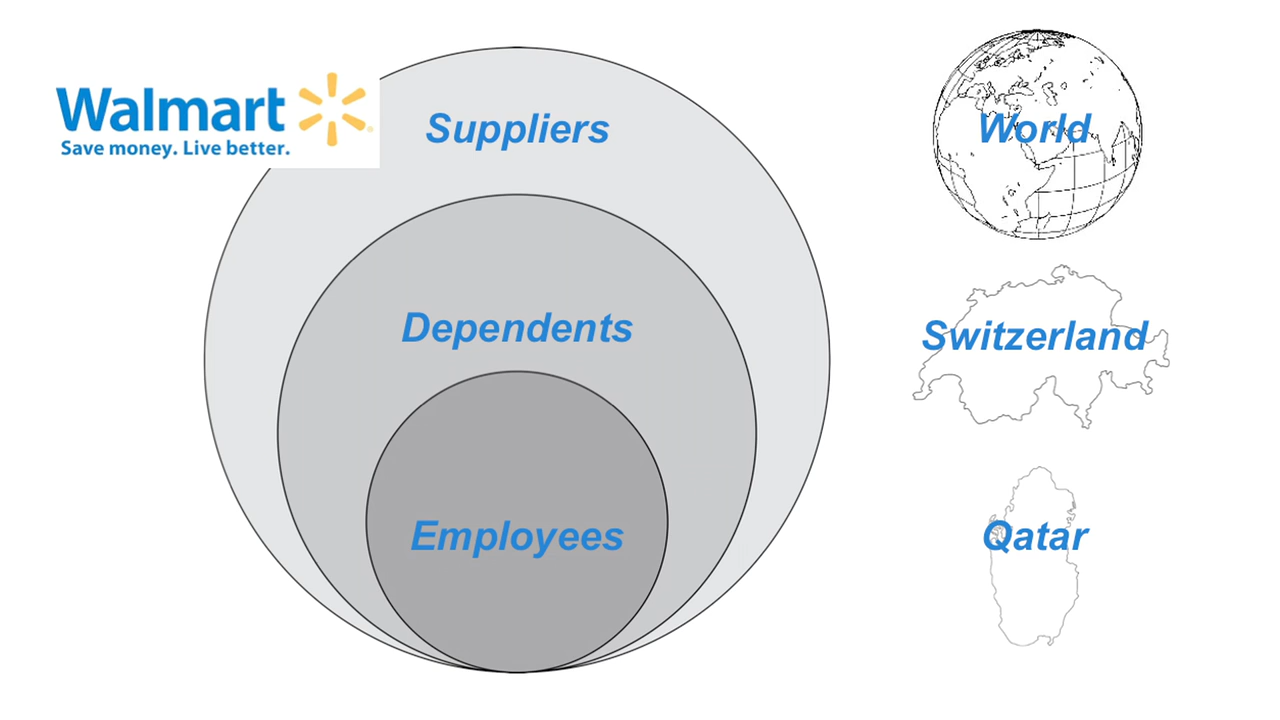 Walmart
Save money. Live better.
Suppliers
World
Dependents
Switzerland
Employees
Qatar